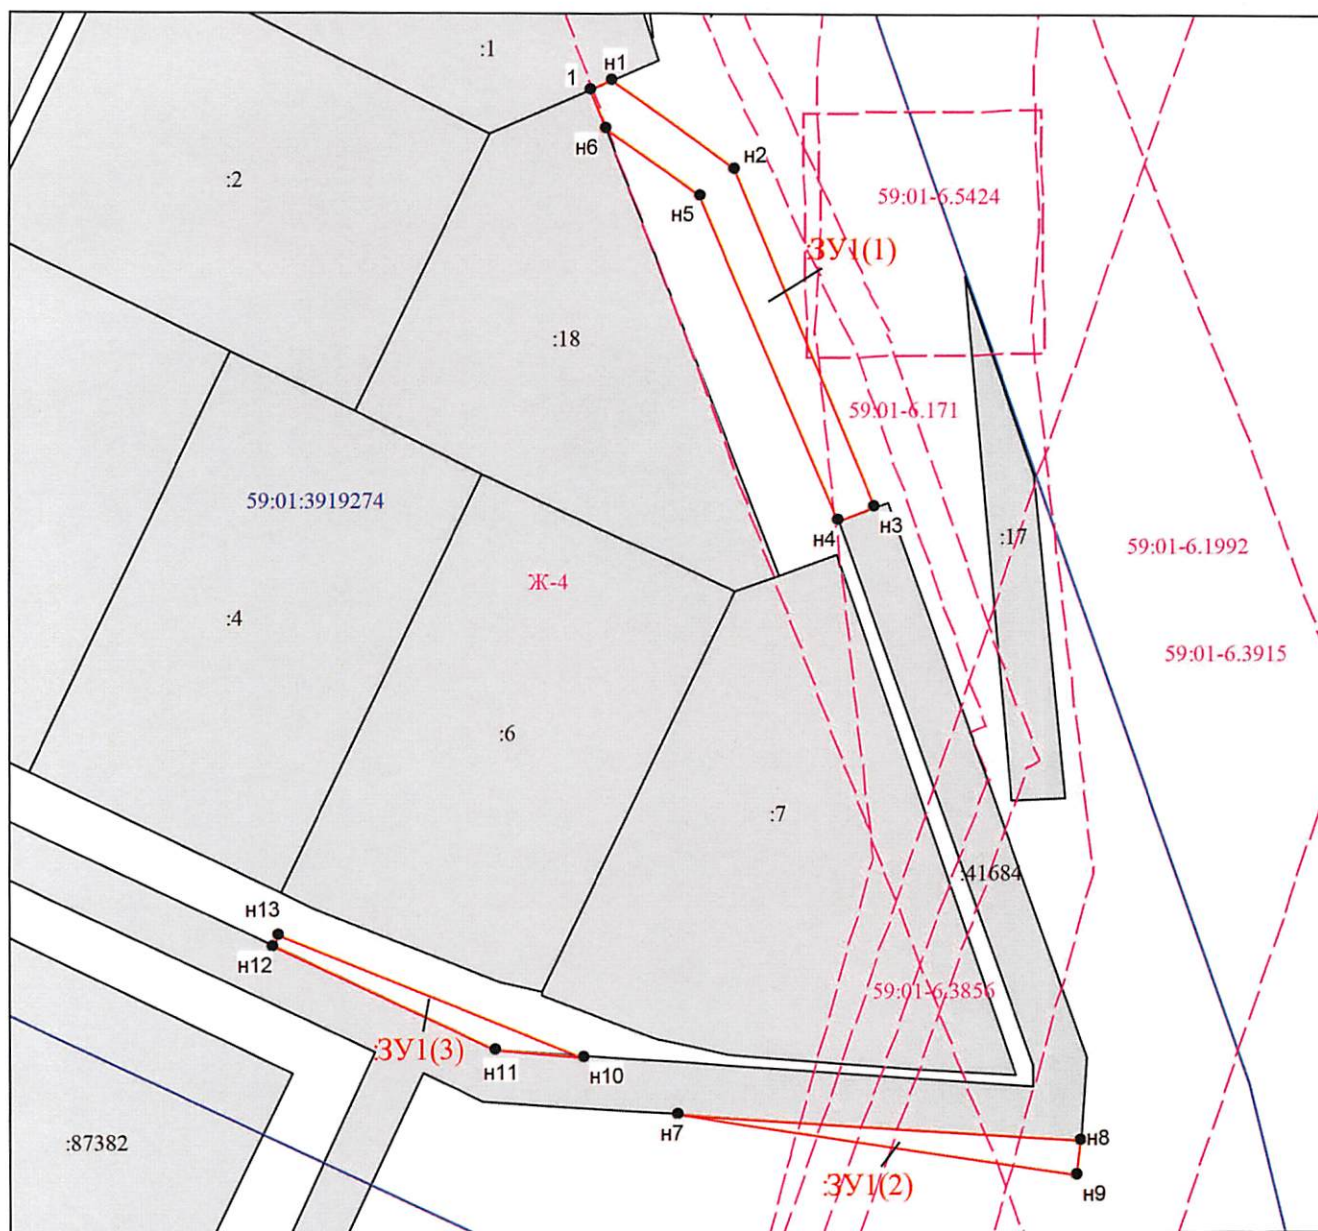 :1
1
н1
н6
н2
:2
н5
59:01-6.5424
:ЗУ1(1)
:18
59:01-6.171
59:01:3919274
н4
н3
:17
59:01-6.1992
Ж-4
:4
59:01-6.3915
:6
:7
:41684
н13
н12
59:01-6.3856
:ЗУ1(3)
н11
н10
н7
:87382
н8
:ЗУ1(2)
н9